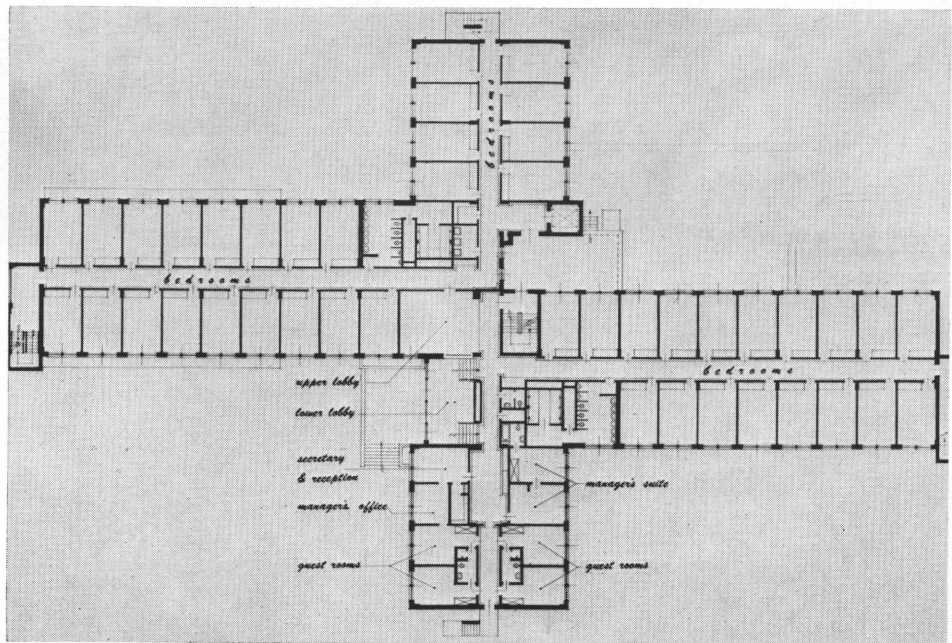 bedrooms
bedrooms
bedrooms
upper lobby
lower lobby
secretary
& reception
manager's office
manager's suite
guest rooms
guest rooms